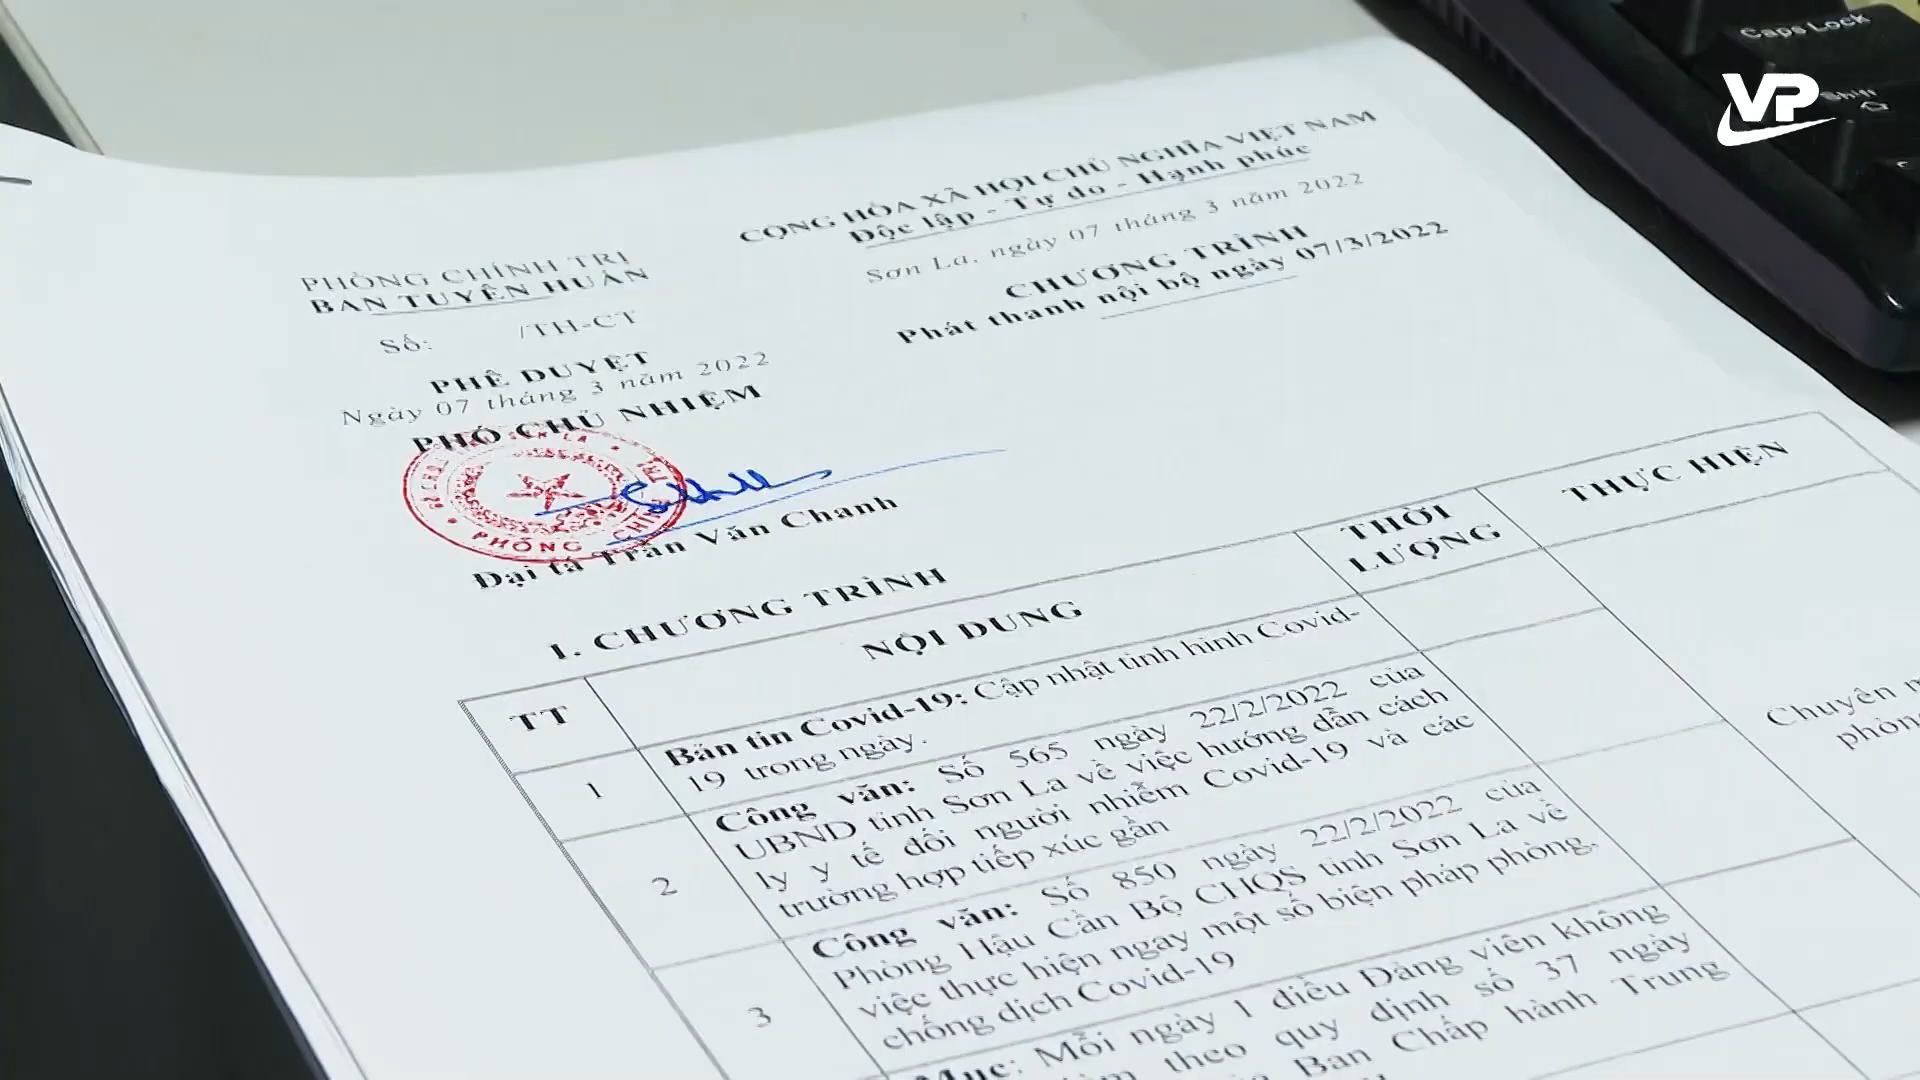 Caps Lock
VP
Shift
CỘNG HÒA XÃ HỘI CHỦ NGHĨA VIỆT NAM
Độc lập - Tự do - Hạnh phúc
Sơn La, ngày 07 tháng 3 năm 2022
PHÒNG CHÍNH TRỊ
BAN TUYÊN HUẤN
Số: /TH-CT
CHƯƠNG TRÌNH
Phát thanh nội bộ ngày 07/3/2022
PHÊ DUYỆT
Ngày 07 tháng 3 năm 2022
PHÓ CHỦ NHIỆM
PHÒNG CHÍNH TRỊ
Đại tá Trần Văn Chanh
1. CHƯƠNG TRÌNH
TT
NỘI DUNG
THỜI
LƯỢNG
THỰC HIỆN
1
Bản tin Covid-19: Cập nhật tình hình Covid-
19 trong ngày.
2
Công văn: Số 565 ngày 22/2/2022 của
UBND tỉnh Sơn La về việc hướng dẫn cách
ly y tế đối người nhiễm Covid-19 và các
trường hợp tiếp xúc gần
3
Công văn: Số 850 ngày 22/2/2022 của
Phòng Hậu Cần Bộ CHQS tỉnh Sơn La về
việc thực hiện ngay một số biện pháp phòng,
chống dịch Covid-19
Mục: Mỗi ngày 1 điều Đảng viên không
theo quy định số 37 ngày
Ban Chấp hành Trung
Chuyên